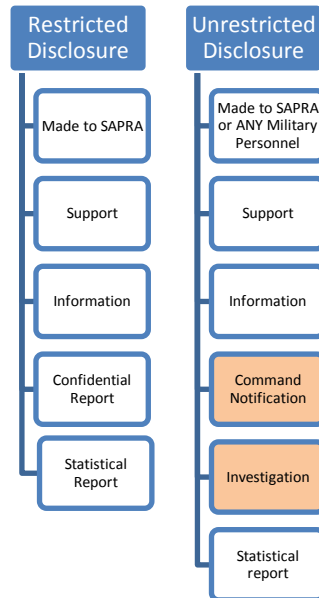 Restricted
Disclosure
Made to SAPRA
Support
Information
Confidential
Report
Statistical
Report
Unrestricted
Disclosure
Made to SAPRA
or ANY Military
Personnel
Support
Information
Command
Notification
Investigation
Statistical
report